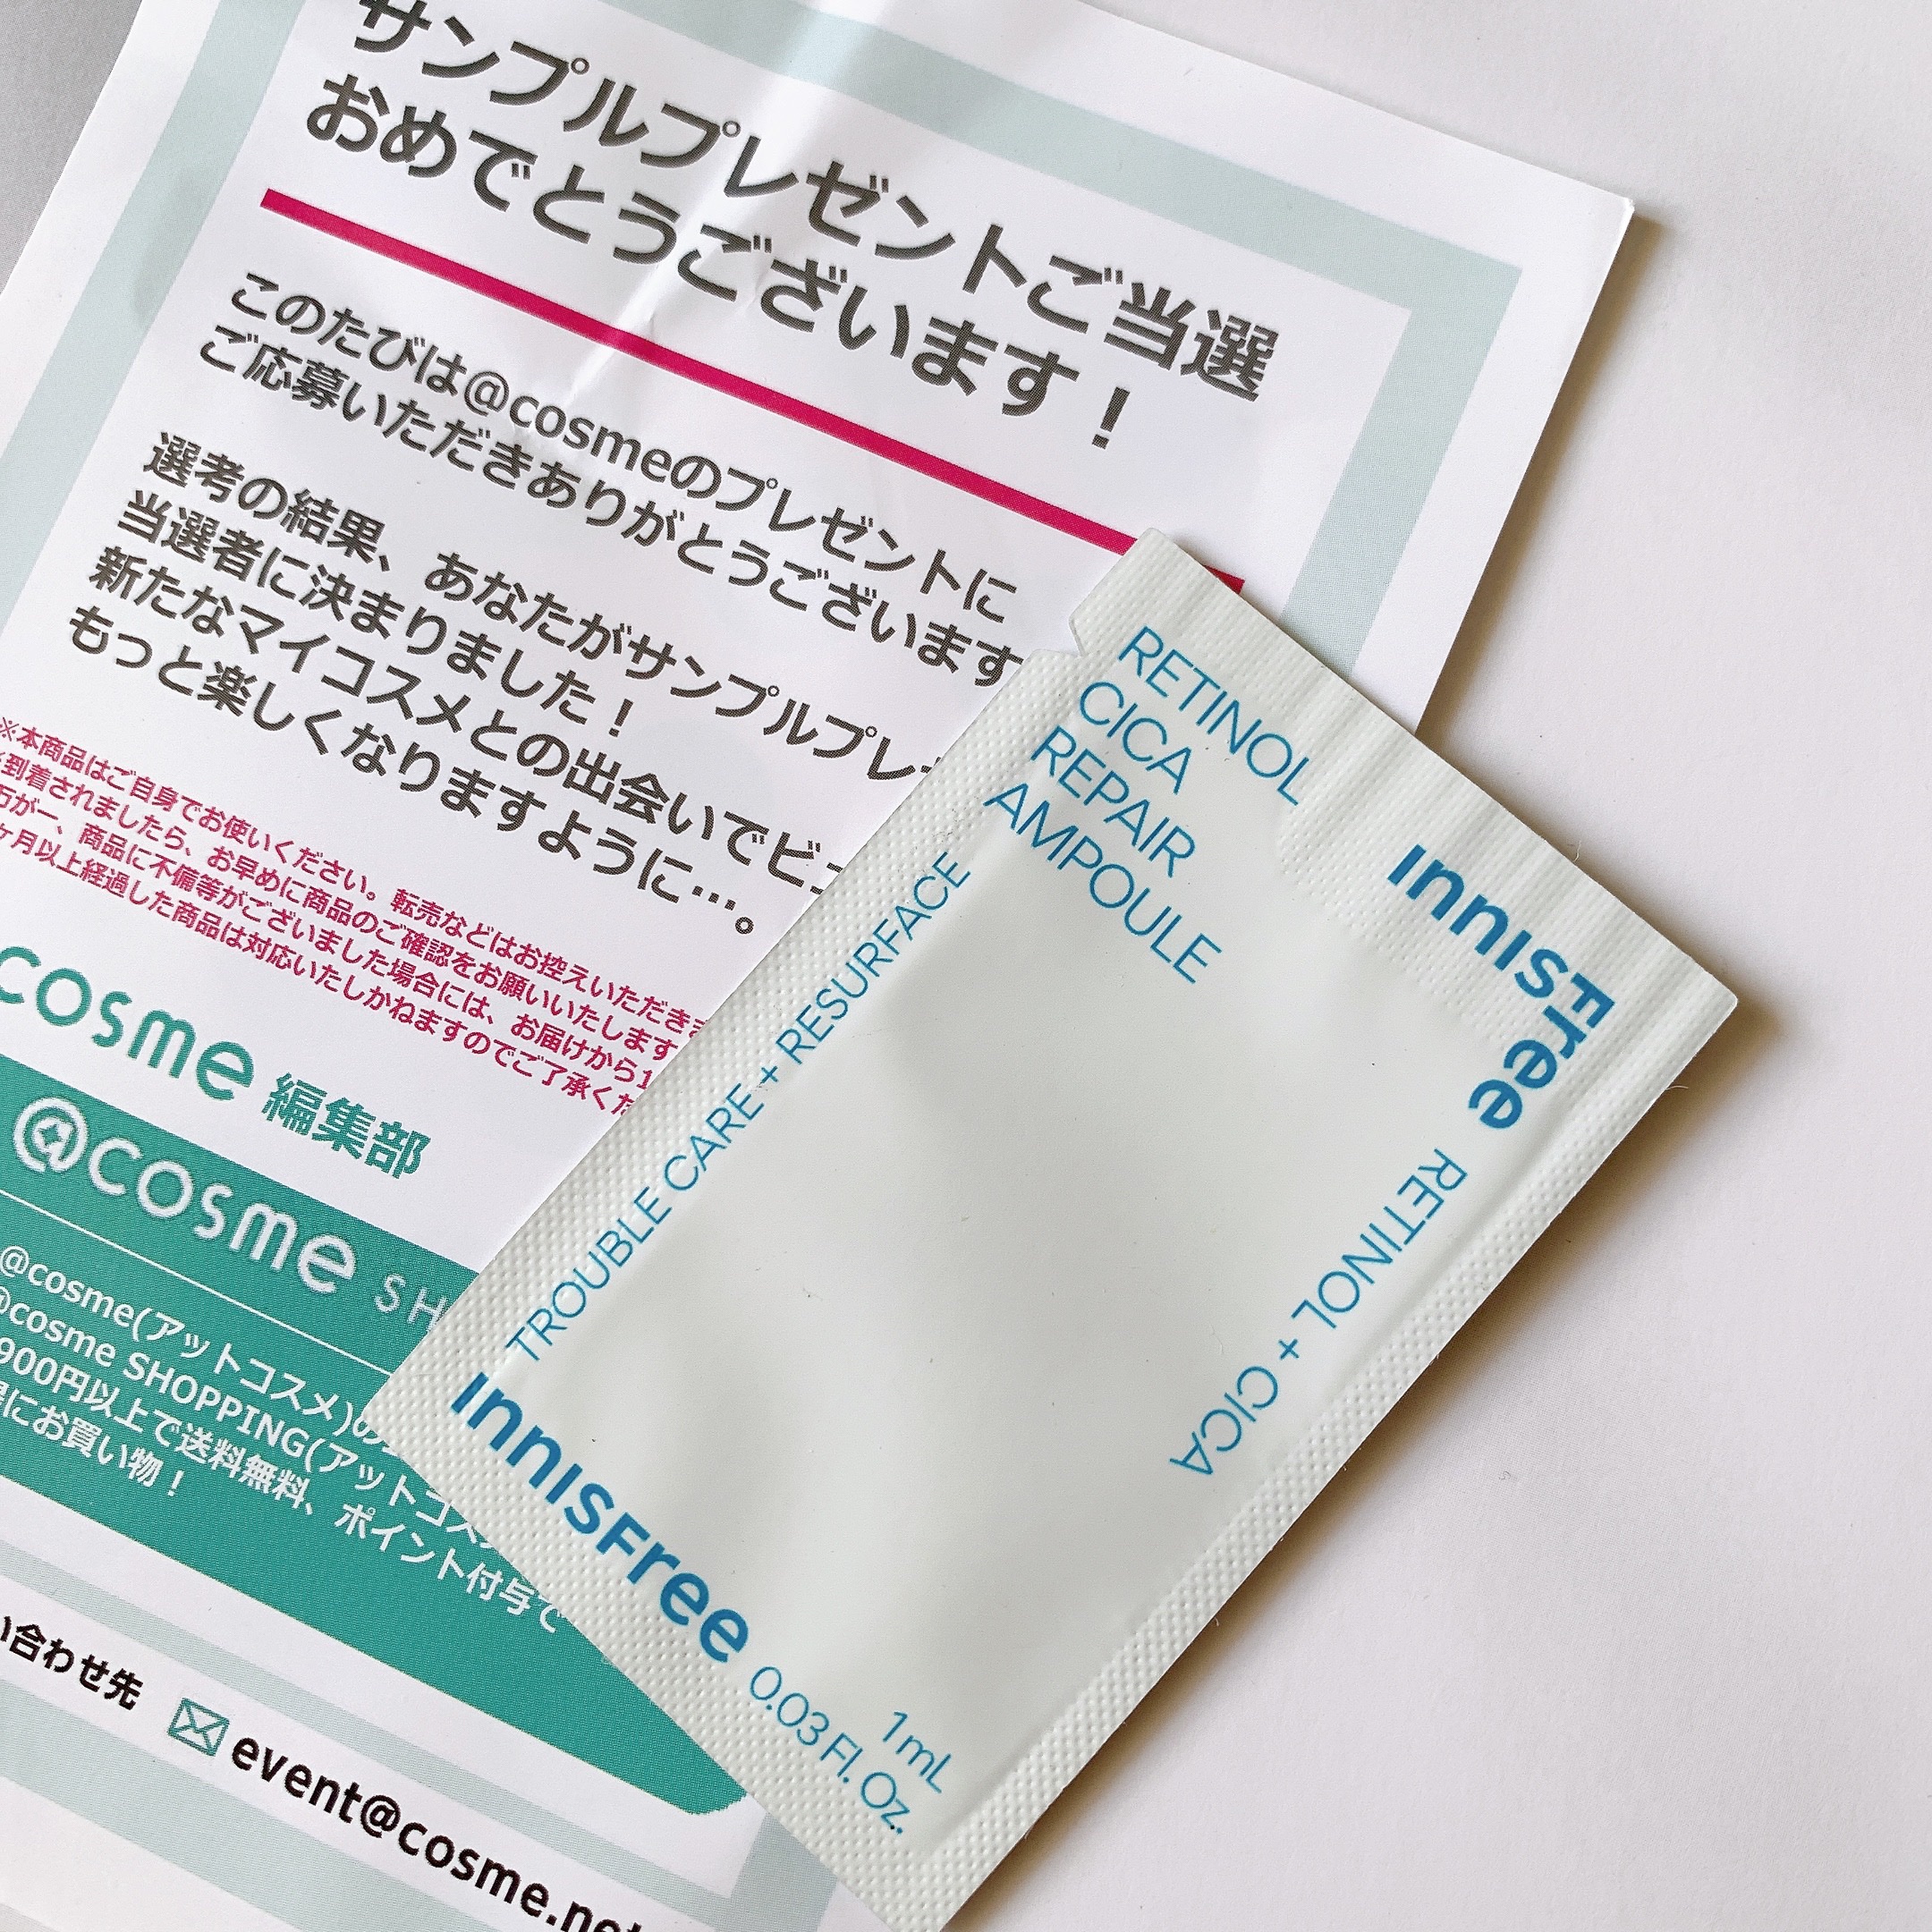 サンプルプレゼントご当選
おめでとうございます！
このたびは@cosmeのプレゼントに
ご応募いただきありがとうございます
選考の結果、あなたがサンプルプレ
当選者に決まりました！
新たなマイコスメとの出会いでビュ
もっと楽しくなりますように…。
※本商品はご自身でお使いください。転売などはお控えいただきま
到着されましたら、お早めに商品のご確認をお願いいたします
万が一、商品に不備等がございました場合には、お届けから1
ケ月以上経過した商品は対応いたしかねますのでご了承くだ
cosme 編集部
@cosme SH
@cosme(アットコスメ)の
@cosme SHOPPING(アットコス
900円以上で送料無料、ポイント付与で
にお買い物！
い合わせ先
event@cosme.net
RETINOL
CICA
REPAIR
AMPOULE
TROUBLE CARE + RESURFACE
innisfree
RETINOL + CICA
innisfree
1 mL
0.03 Fl. Oz.